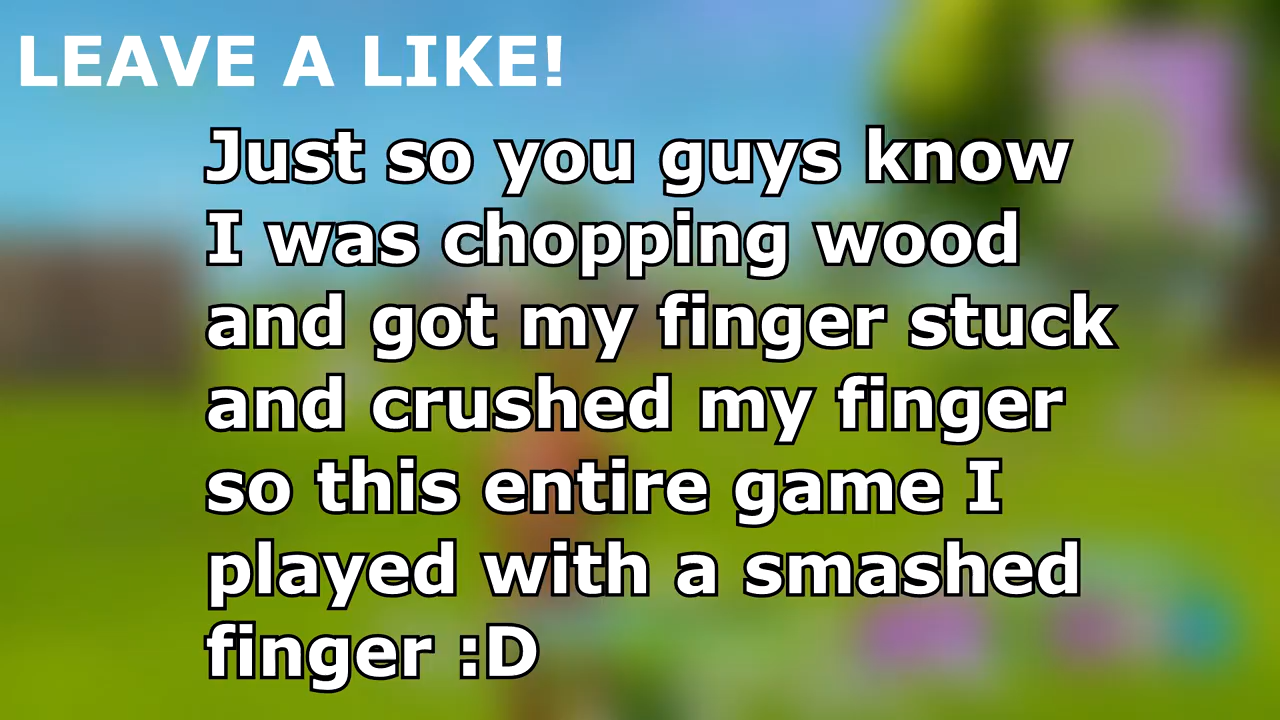 LEAVE A LIKE!
Just so you guys know
I was chopping wood
and got my finger stuck
and crushed my finger
so this entire game I
played with a smashed
finger :D